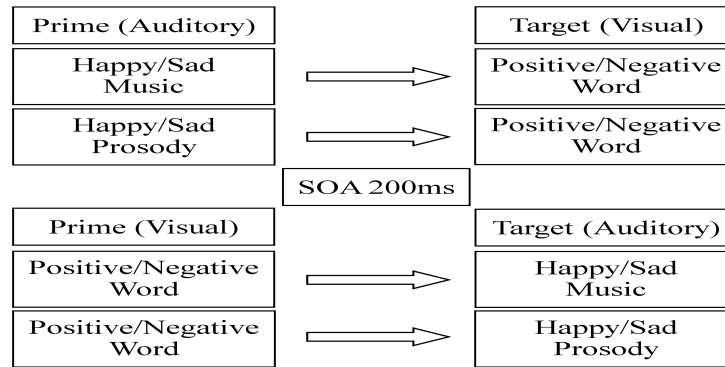 Prime (Auditory)
Target (Visual)
Happy/Sad
Music
Positive/Negative
Word
Happy/Sad
Prosody
Positive/Negative
Word
SOA 200ms
Prime (Visual)
Target (Auditory)
Positive/Negative
Word
Happy/Sad
Music
Positive/Negative
Word
Happy/Sad
Prosody